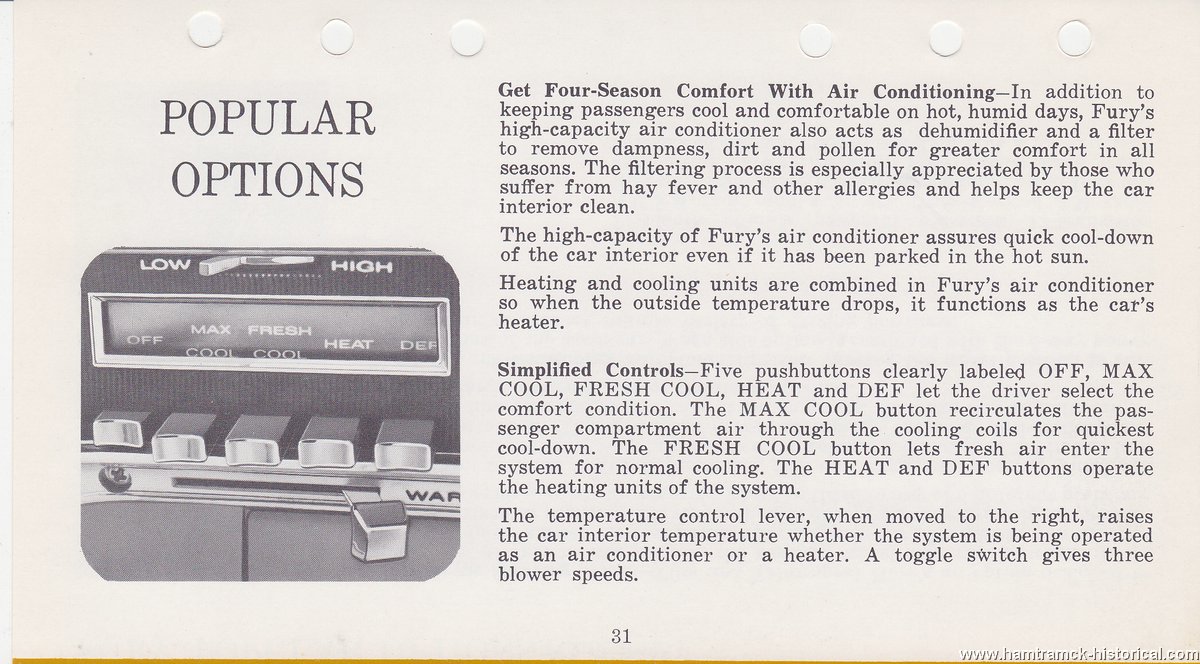 POPULAR
OPTIONS
LOW HIGH
OFF MAX COOL FRESH COOL HEAT DEF
WAR
Get Four-Season Comfort With Air Conditioning—In addition to
keeping passengers cool and comfortable on hot, humid days, Fury's
high-capacity air conditioner also acts as dehumidifier and a filter
to remove dampness, dirt and pollen for greater comfort in all
seasons. The filtering process is especially appreciated by those who
suffer from hay fever and other allergies and helps keep the car
interior clean.
The high-capacity of Fury's air conditioner assures quick cool-down
of the car interior even if it has been parked in the hot sun.
Heating and cooling units are combined in Fury's air conditioner
so when the outside temperature drops, it functions as the car's
heater.
Simplified Controls—Five pushbuttons clearly labeled OFF, MAX
COOL, FRESH COOL, HEAT and DEF let the driver select the
comfort condition. The MAX COOL button recirculates the pas-
senger compartment air through the cooling coils for quickest
cool-down. The FRESH COOL button lets fresh air enter the
system for normal cooling. The HEAT and DEF buttons operate
the heating units of the system.
The temperature control lever, when moved to the right, raises
the car interior temperature whether the system is being operated
as an air conditioner or a heater. A toggle switch gives three
blower speeds.
31
www.hamtramck-historical.com